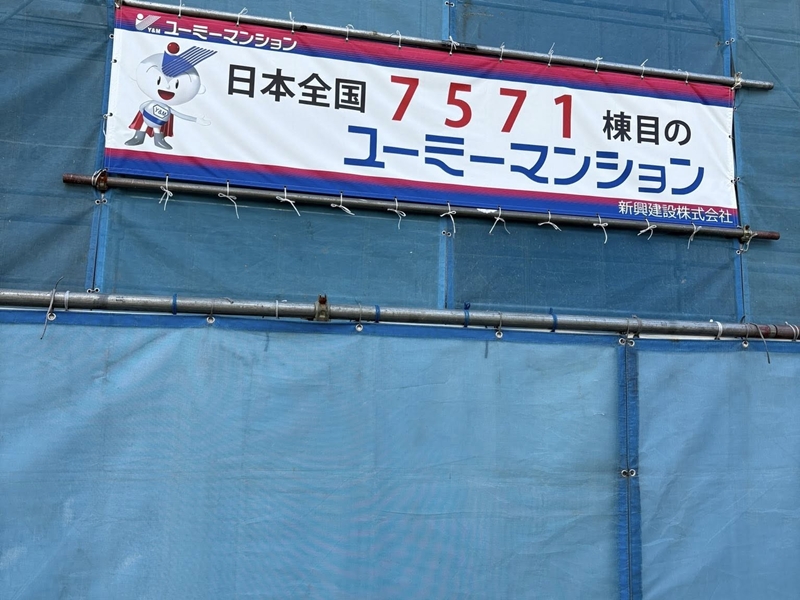 Y&M ユーミーマンション
Y&M
日本全国 7571 棟目の
ユーミーマンション
新興建設株式会社